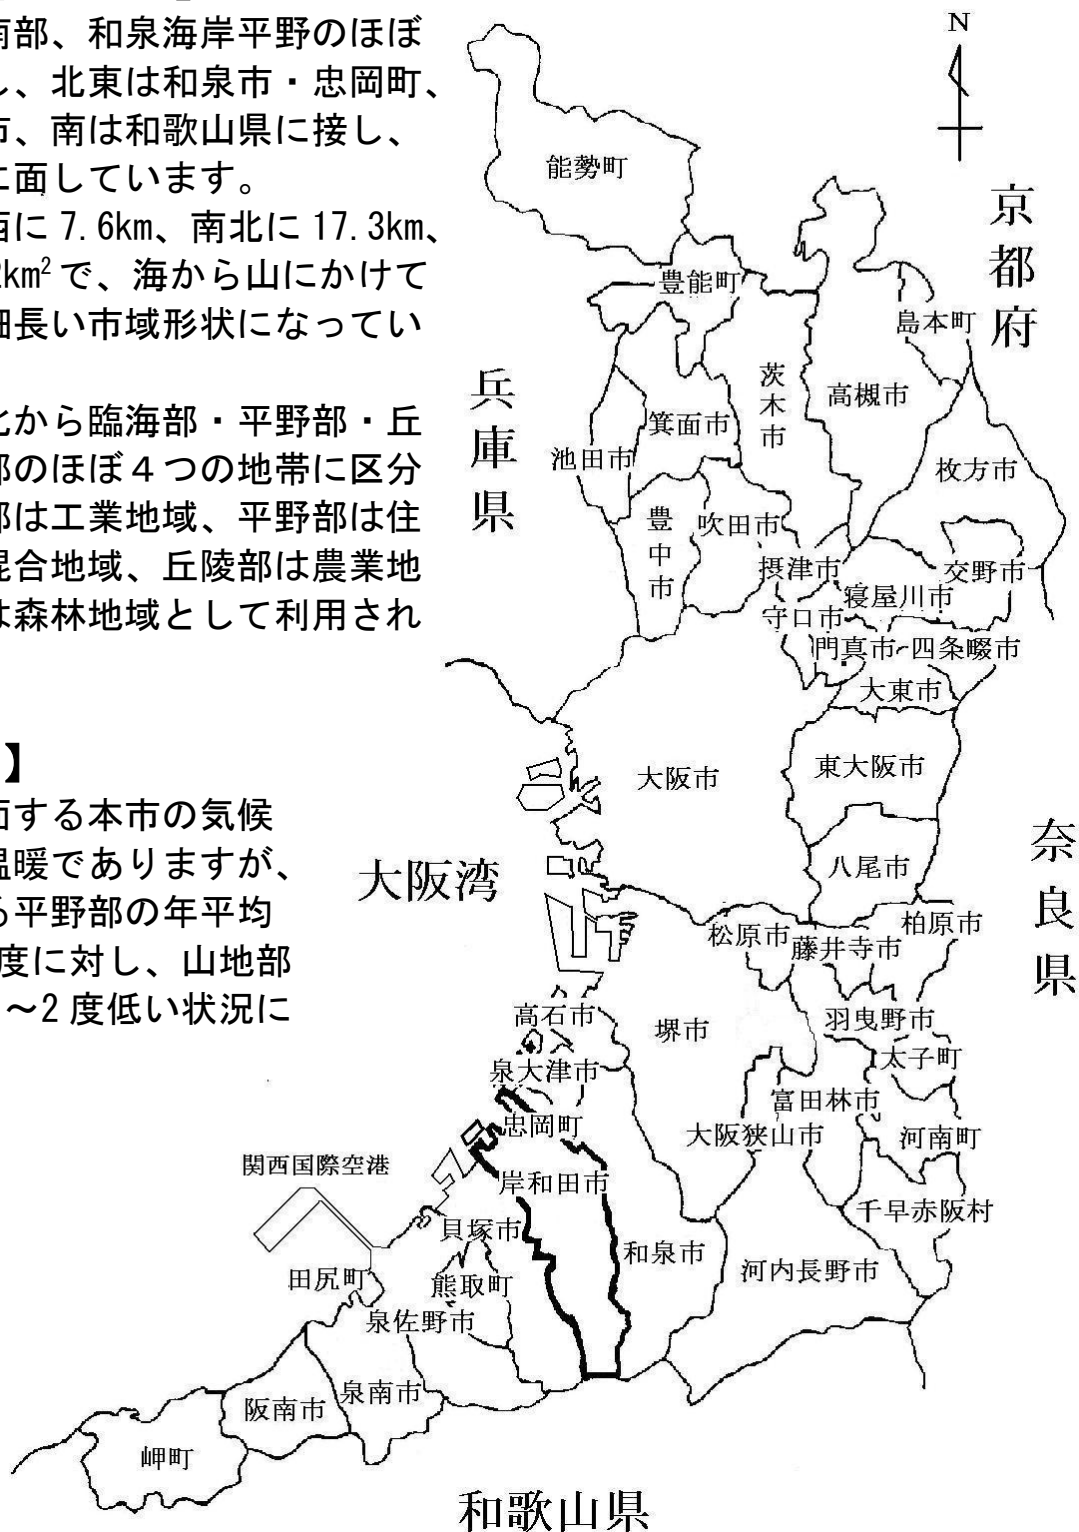 南部、和泉海岸平野のほぼ
し、北東は和泉市・忠岡町、
市、南は和歌山県に接し、
に面しています。
西に 7.6km、南北に 17.3km、
2km²で、海から山にかけて
細長い市域形状になってい
北から臨海部・平野部・丘
部のほぼ４つの地帯に区分
部は工業地域、平野部は住
混合地域、丘陵部は農業地
は森林地域として利用され
】
面する本市の気候
温暖でありますが、
る平野部の年平均
度に対し、山地部
～2 度低い状況に
N
京都府
兵庫県
奈良県
大阪湾
和歌山県
能勢町
豊能町
島本町
茨木市
高槻市
箕面市
池田市
枚方市
豊中市
吹田市
摂津市
交野市
寝屋川市
守口市
門真市
四条畷市
大東市
大阪市
東大阪市
八尾市
柏原市
松原市
藤井寺市
高石市
堺市
羽曳野市
太子町
泉大津市
富田林市
忠岡町
大阪狭山市
河南町
関西国際空港
岸和田市
千早赤阪村
貝塚市
和泉市
河内長野市
田尻町
熊取町
泉佐野市
泉南市
阪南市
岬町